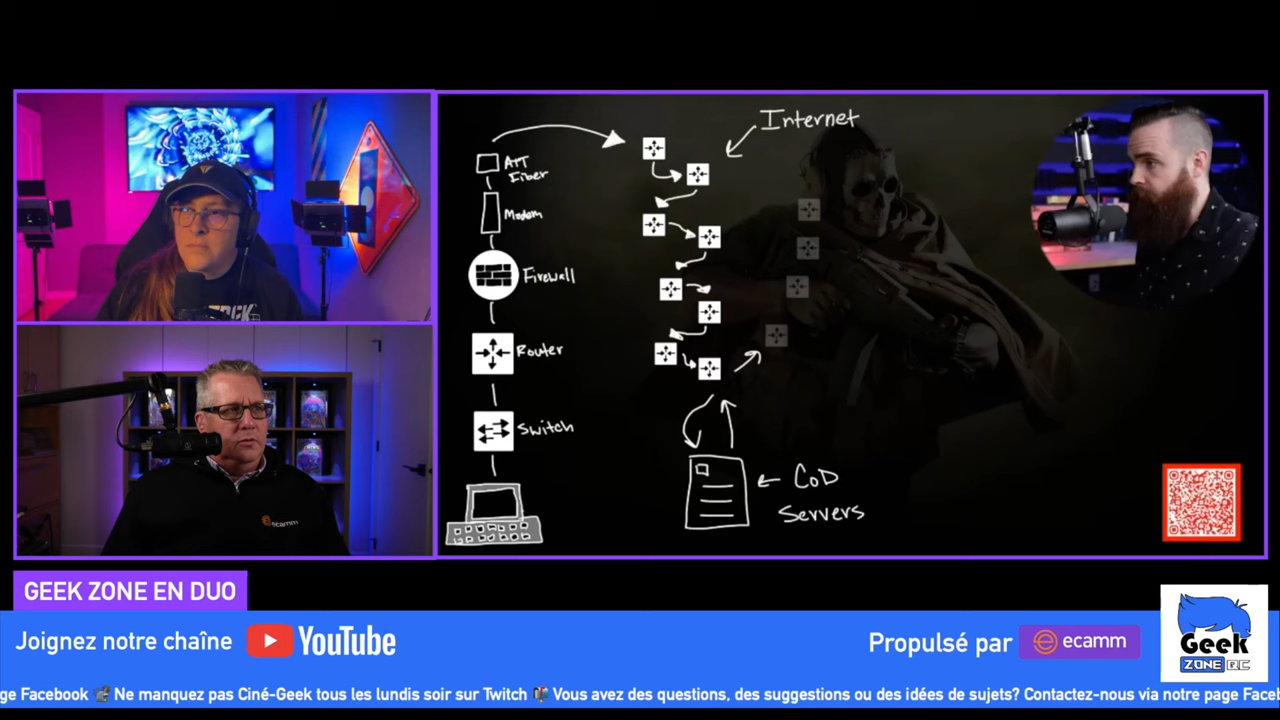 Internet
ATT
Fiber
Modem
Firewall
Router
Switch
CoD
Servers
ecamm
GEEK ZONE EN DUO
Joignez notre chaîne YouTube
Propulsé par ecamm
Geek
ZONE QC
ge Facebook 📽️ Ne manquez pas Ciné-Geek tous les lundis soir sur Twitch 📬 Vous avez des questions, des suggestions ou des idées de sujets? Contactez-nous via notre page Faceb